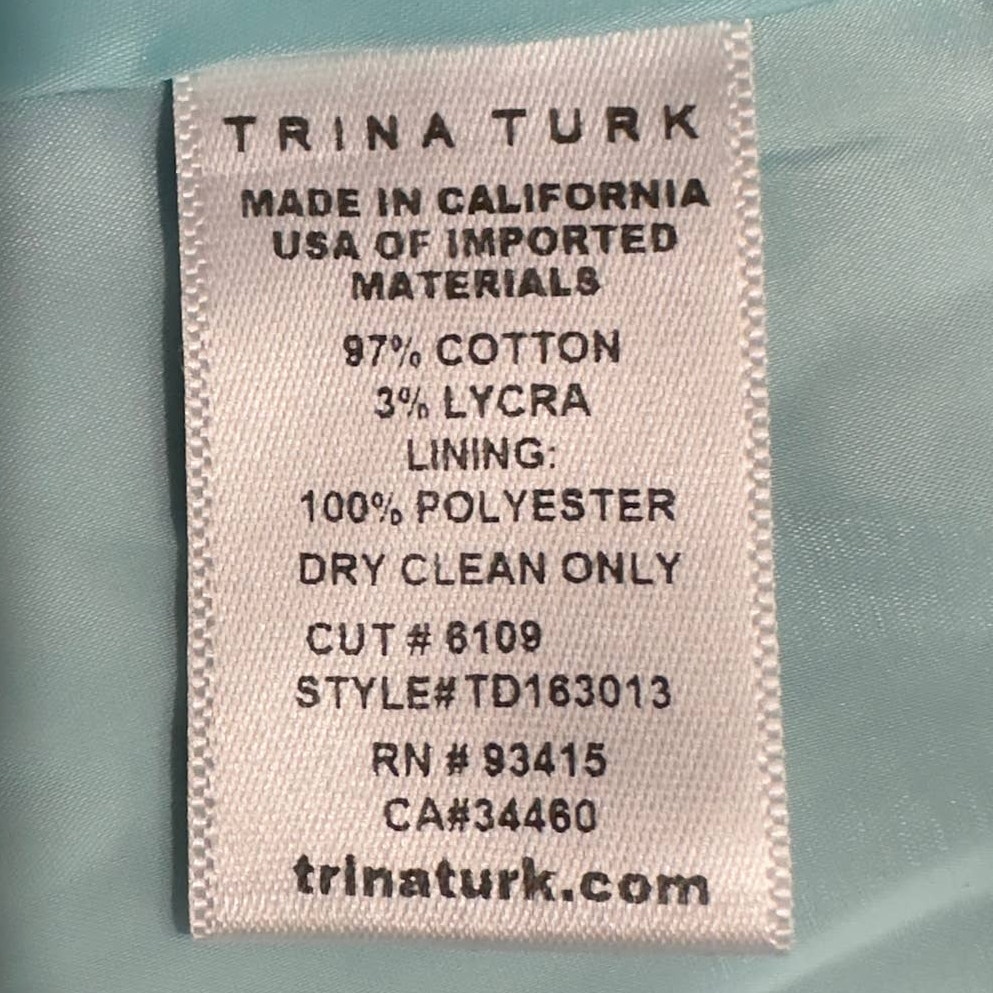 TRINA TURK
MADE IN CALIFORNIA
USA OF IMPORTED
MATERIALS
97% COTTON
3% LYCRA
LINING:
100% POLYESTER
DRY CLEAN ONLY
CUT # 6109
STYLE# TD163013
RN # 93415
CA#34460
trinaturk.com